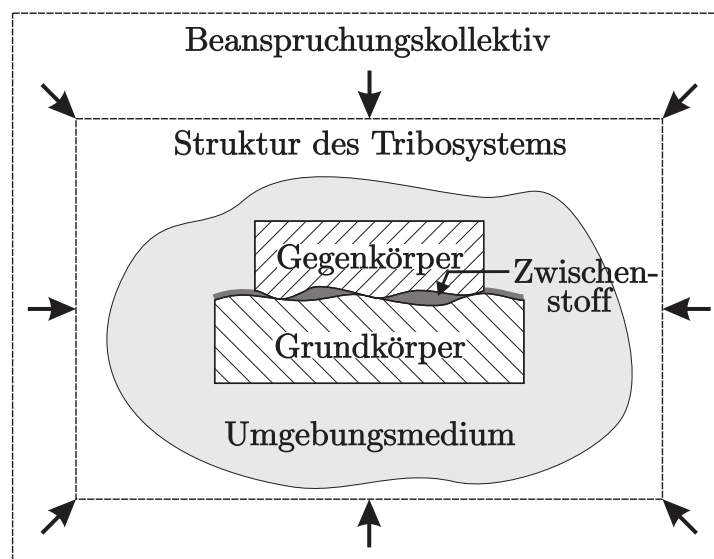 Beanspruchungskollektiv
Struktur des Tribosystems
Gegenkörper
Zwischen-
stoff
Grundkörper
Umgebungsmedium